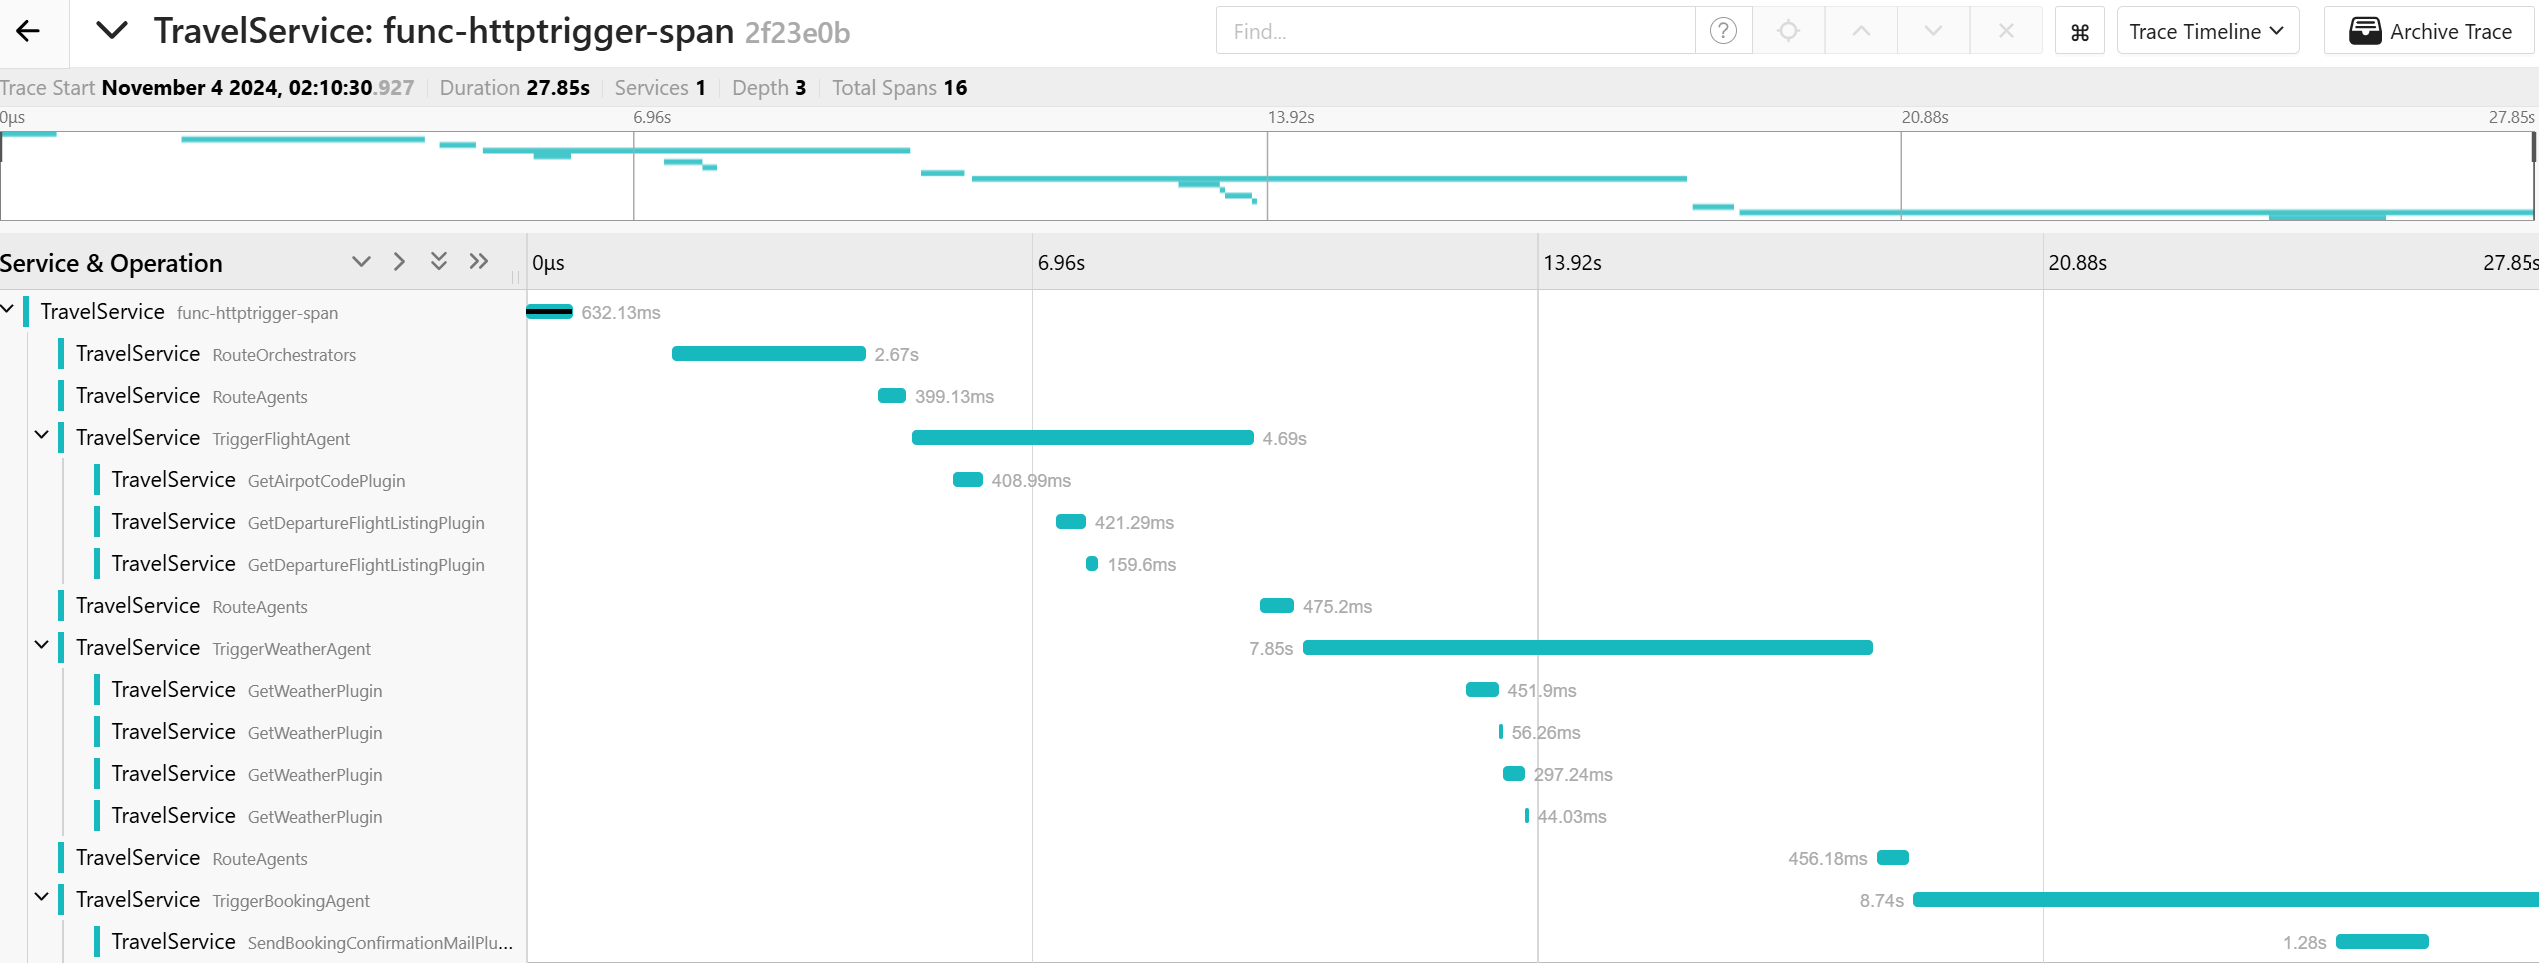 TravelService: func-httptrigger-span 2f23e0b
Find...
?
⌘
Trace Timeline
Archive Trace
Trace Start November 4 2024, 02:10:30.927 Duration 27.85s Services 1 Depth 3 Total Spans 16
0μs 6.96s 13.92s 20.88s 27.85s
Service & Operation 0μs 6.96s 13.92s 20.88s 27.85s
TravelService func-httptrigger-span 632.13ms
TravelService RouteOrchestrators 2.67s
TravelService RouteAgents 399.13ms
TravelService TriggerFlightAgent 4.69s
TravelService GetAirpotCodePlugin 408.99ms
TravelService GetDepartureFlightListingPlugin 421.29ms
TravelService GetDepartureFlightListingPlugin 159.6ms
TravelService RouteAgents 475.2ms
TravelService TriggerWeatherAgent 7.85s
TravelService GetWeatherPlugin 451.9ms
TravelService GetWeatherPlugin 56.26ms
TravelService GetWeatherPlugin 297.24ms
TravelService GetWeatherPlugin 44.03ms
TravelService RouteAgents 456.18ms
TravelService TriggerBookingAgent 8.74s
TravelService SendBookingConfirmationMailPlu... 1.28s